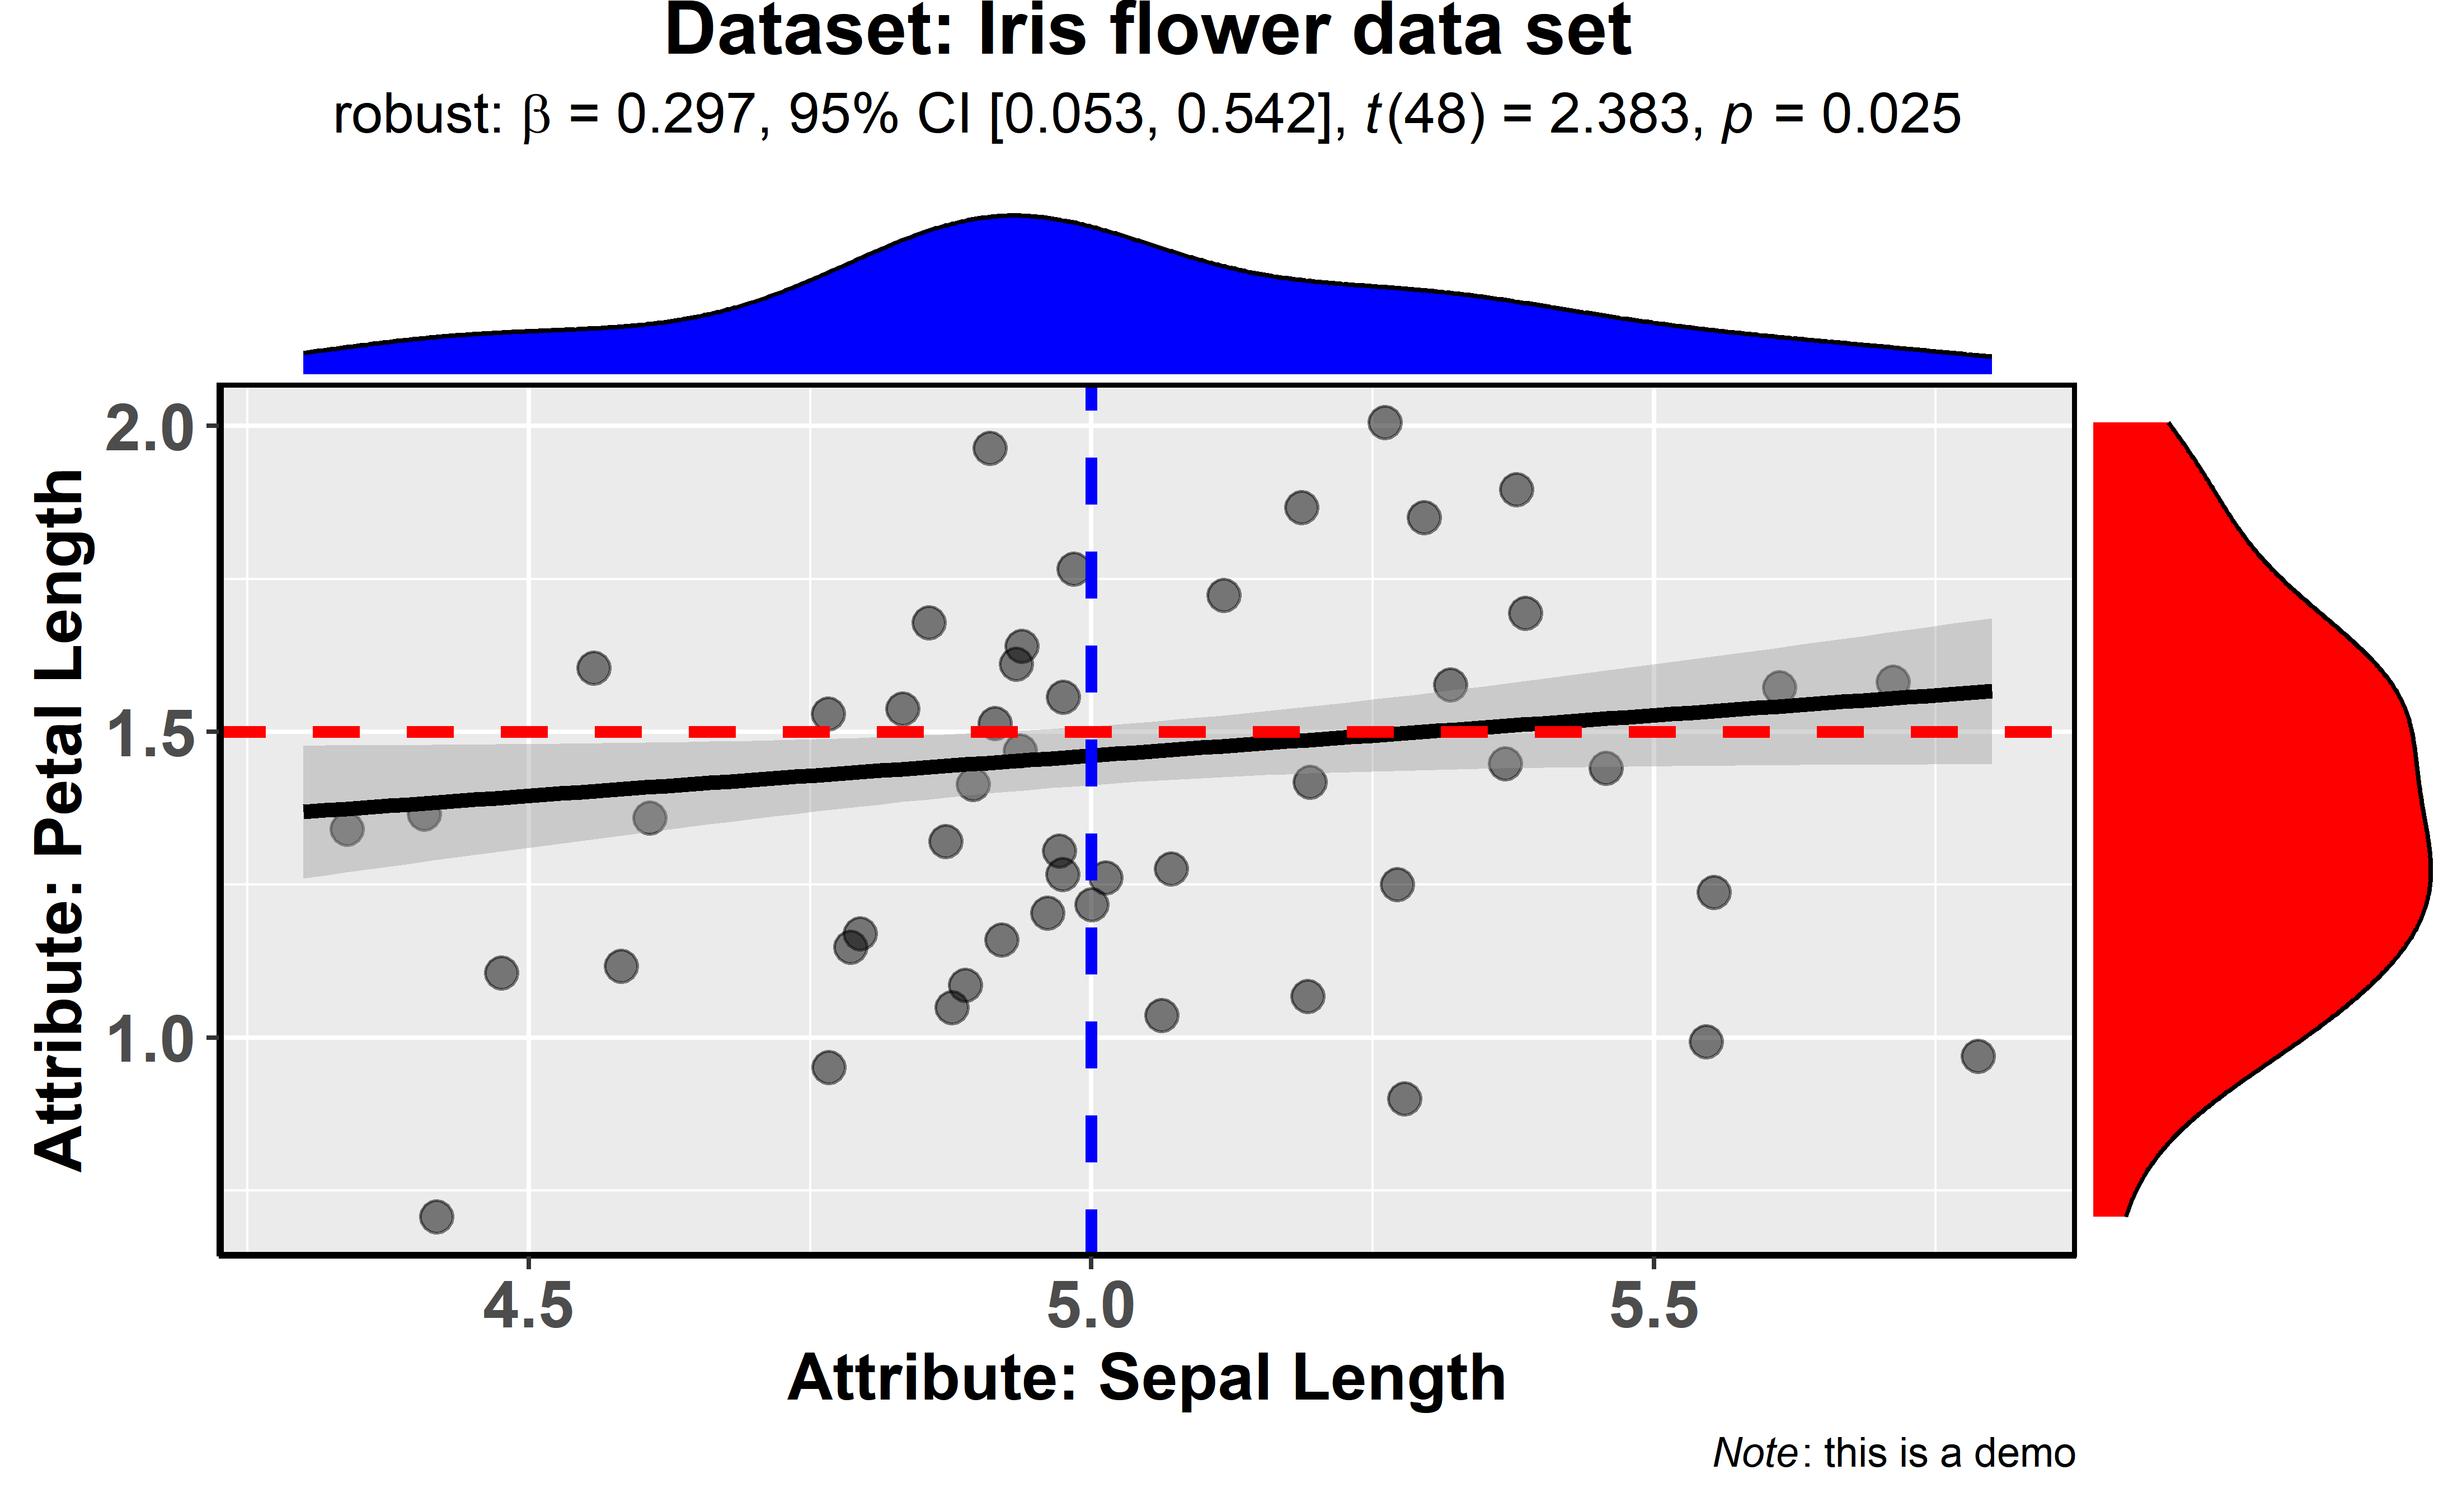 Dataset: Iris flower data set
robust: β = 0.297, 95% CI [0.053, 0.542], t(48) = 2.383, p = 0.025
2.0
1.5
1.0
Attribute: Petal Length
4.5 5.0 5.5
Attribute: Sepal Length
Note: this is a demo